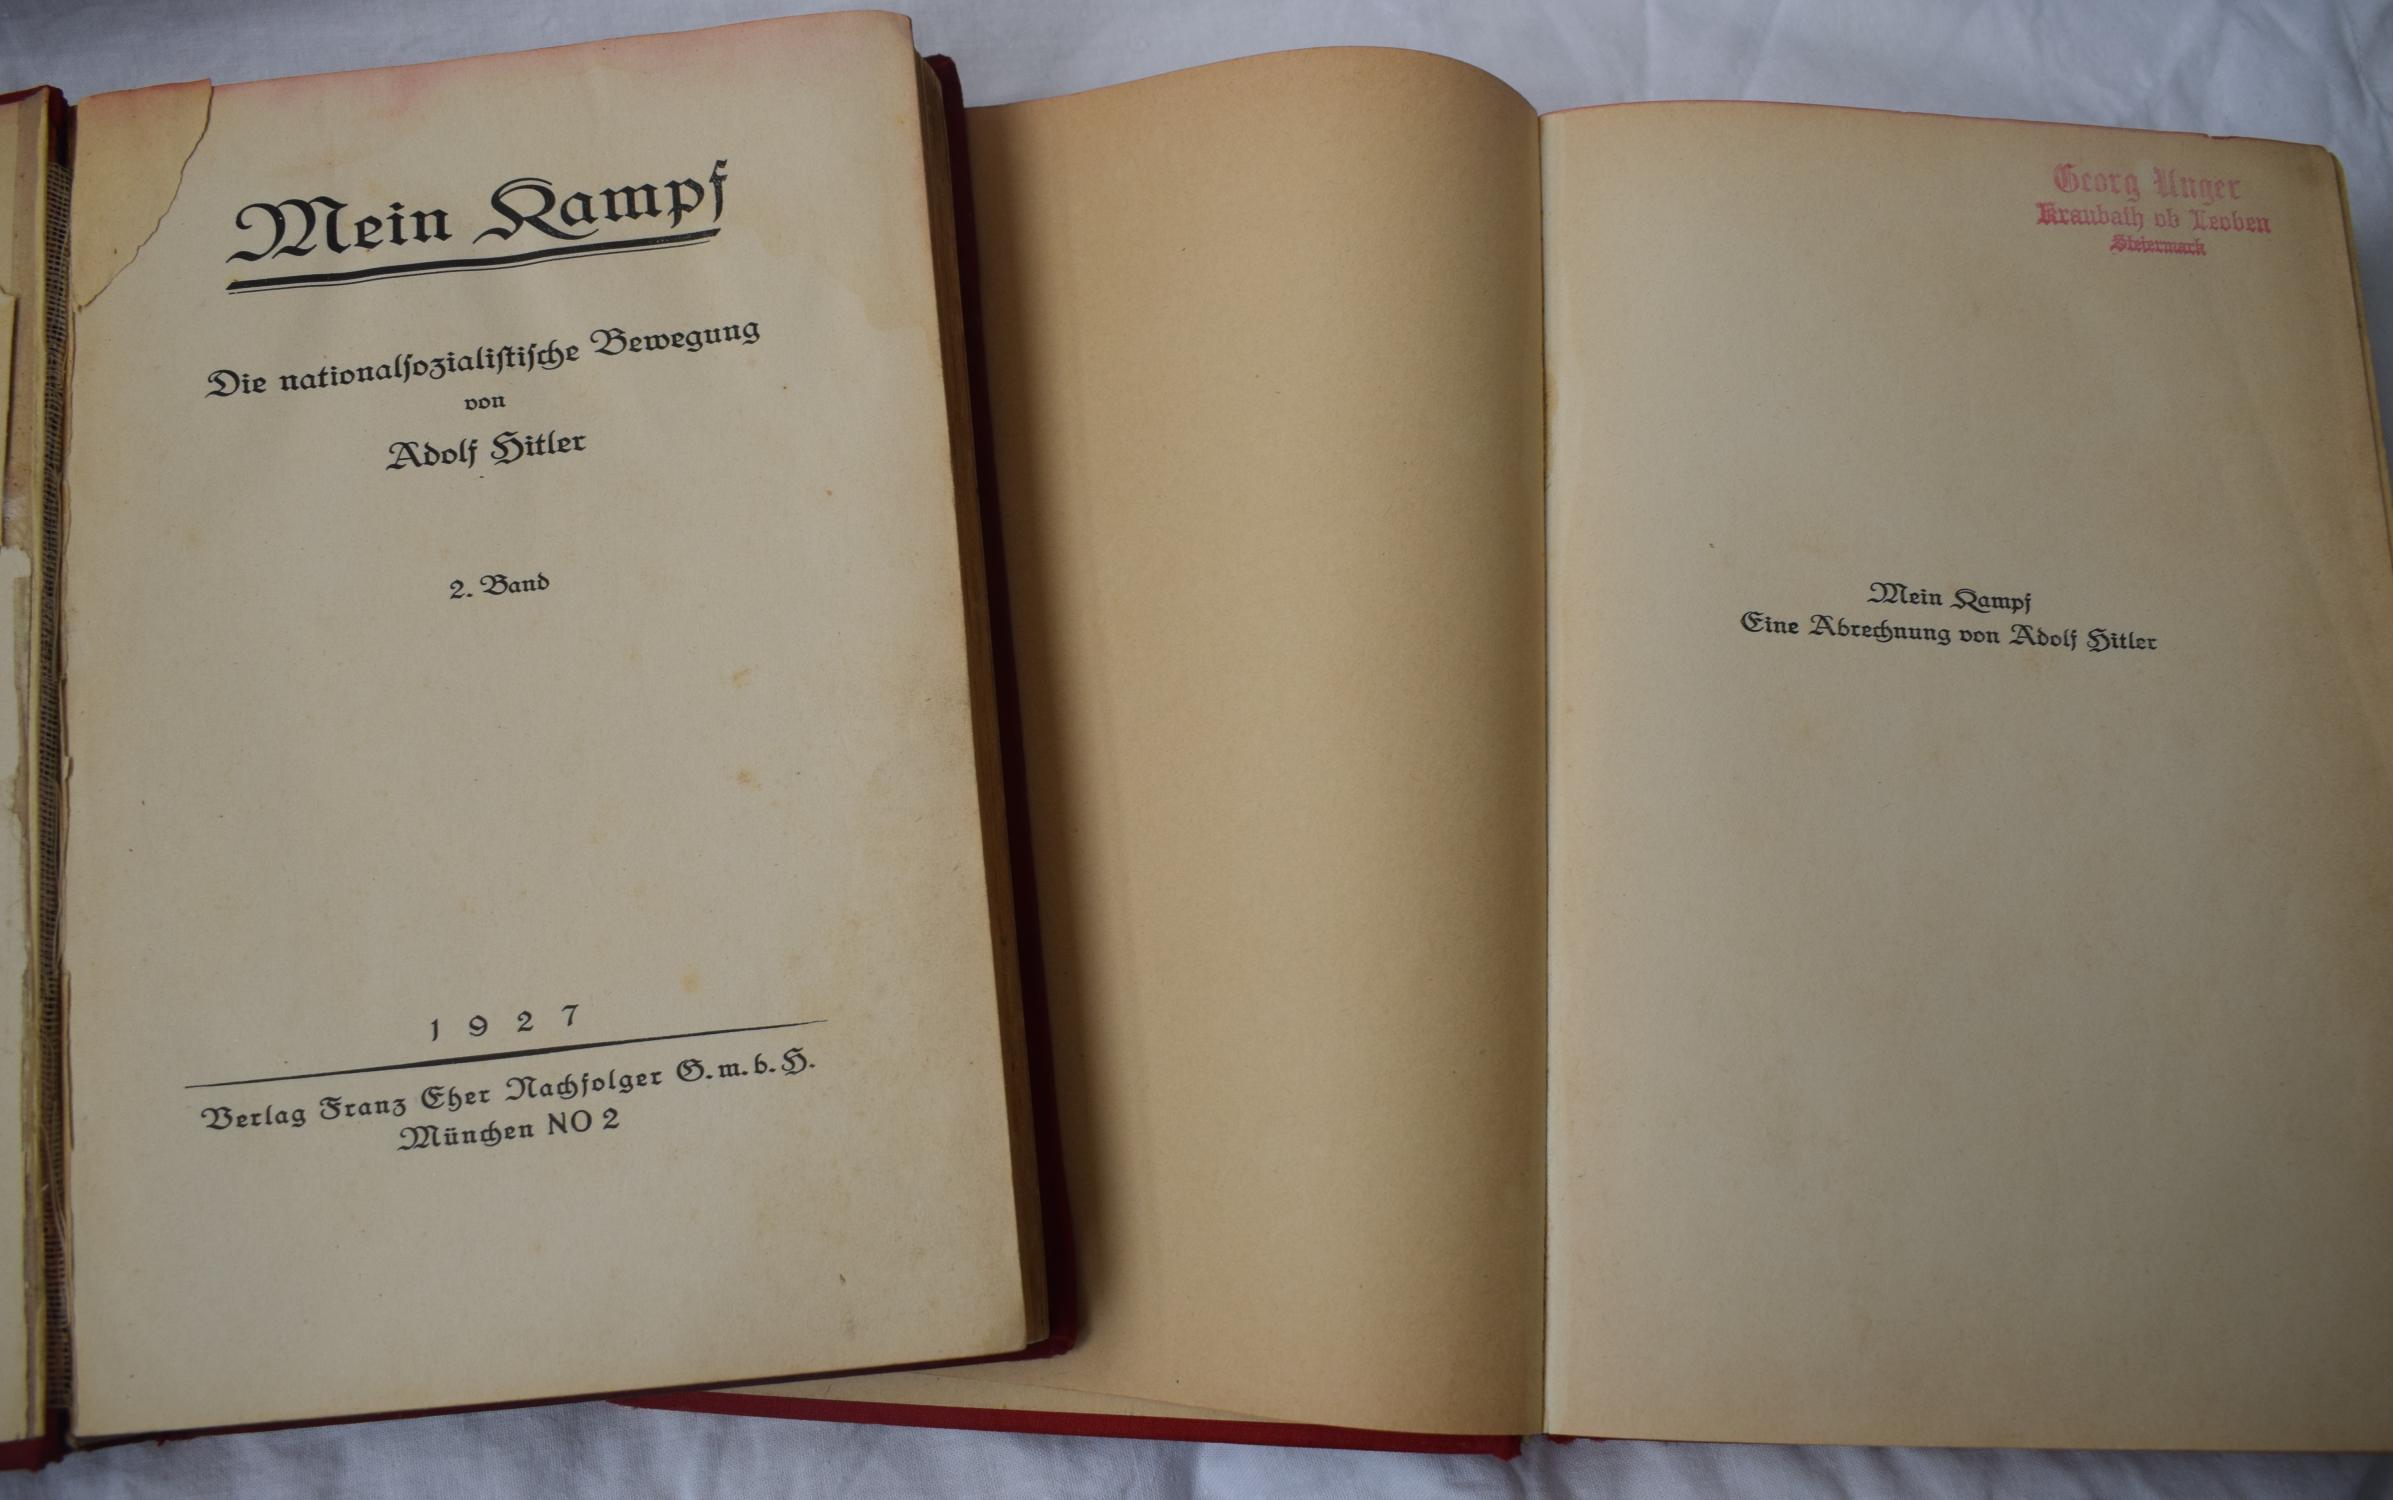 Mein Kampf
Die nationalsozialistische Bewegung
von
Adolf Hitler
2. Band
1927
Verlag Franz Eher Nachfolger G.m.b.H.
München NO 2
Georg Unger
Kraubath ob Leoben
Steiermark
Mein Kampf
Eine Abrechnung von Adolf Hitler